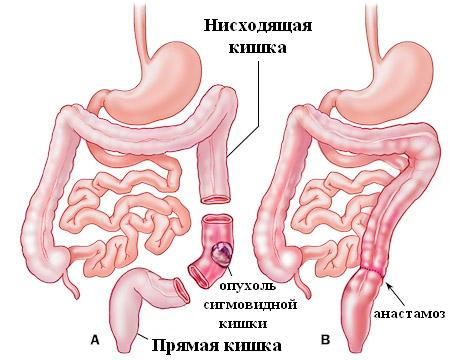 Нисходящая
кишка
опухоль
сигмовидной
кишки
анастамоз
A
Прямая кишка
B